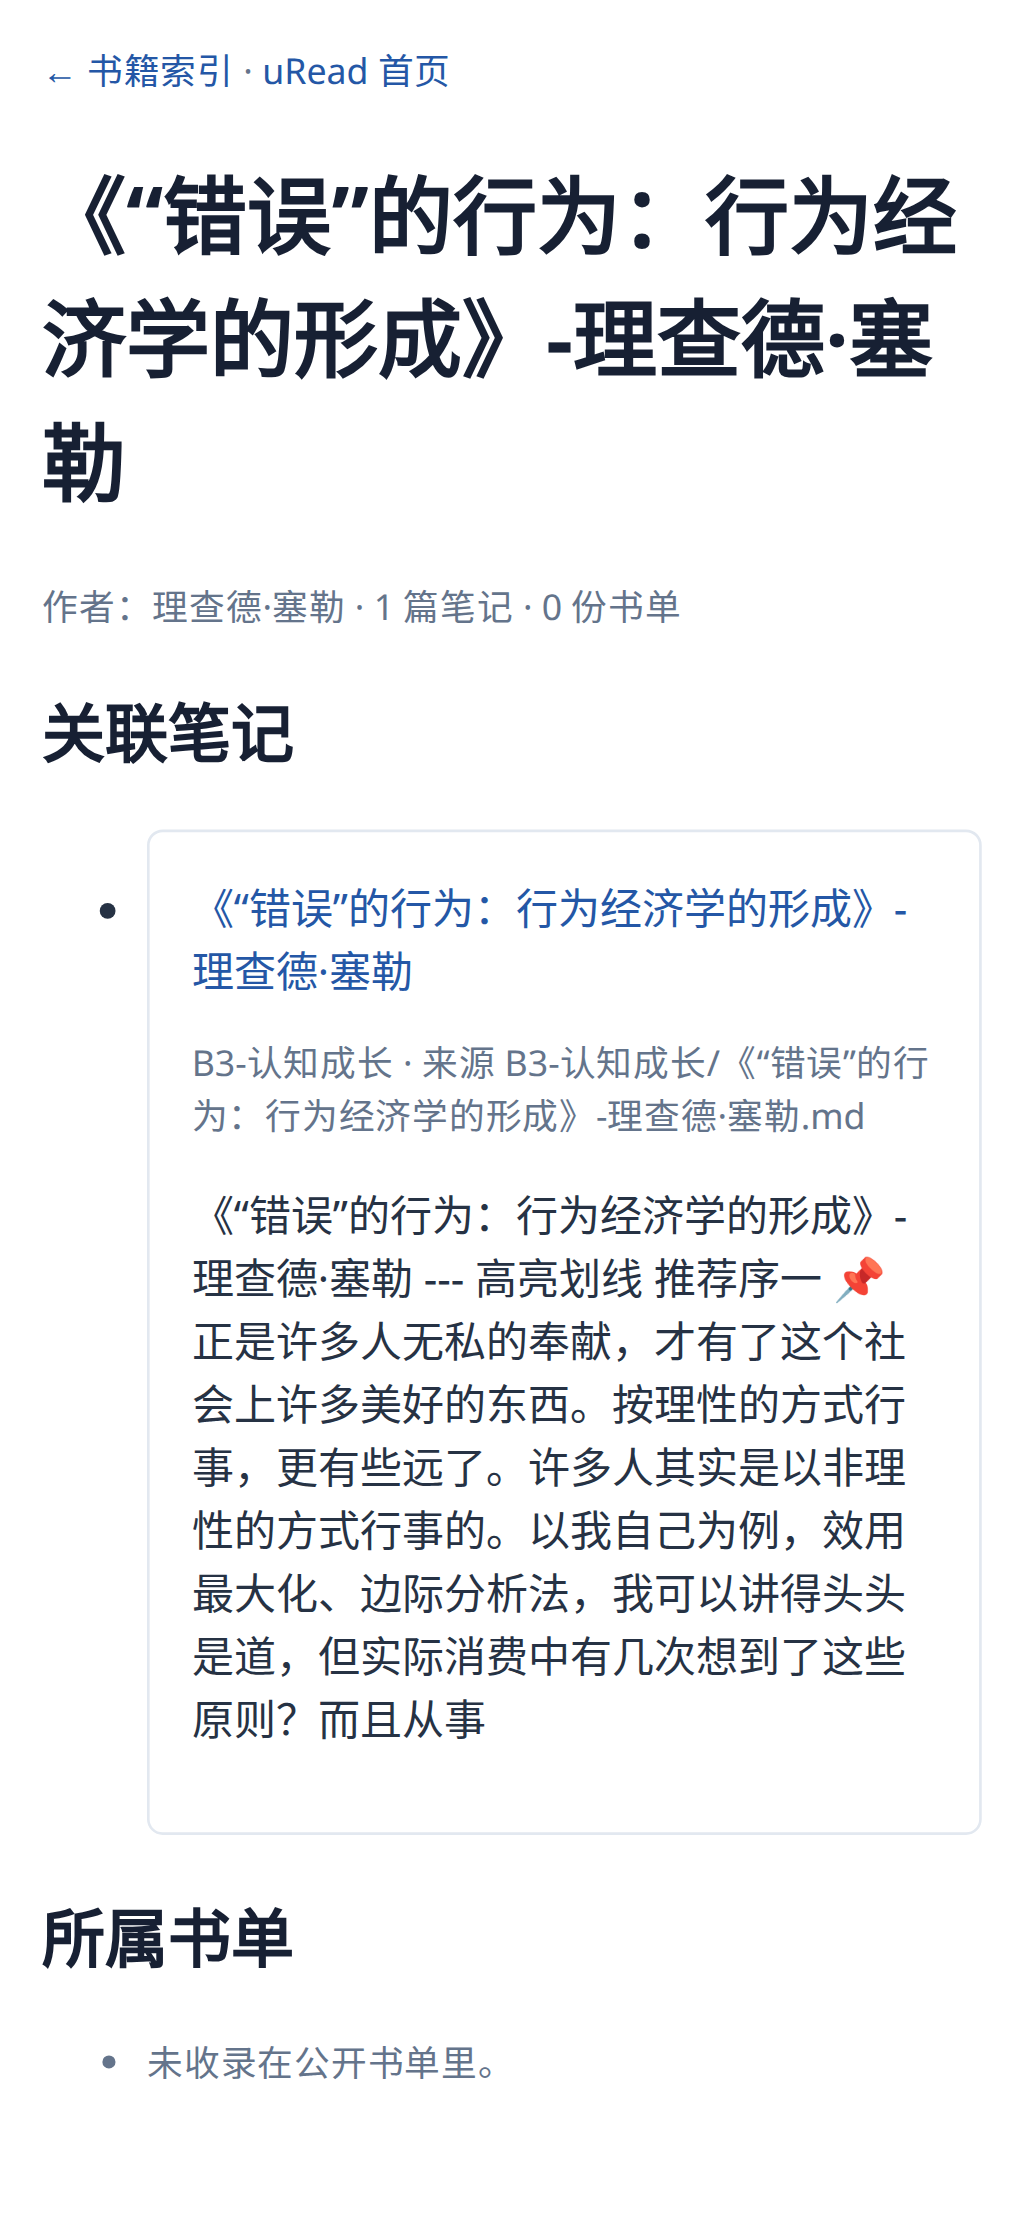 ← 书籍索引 · uRead 首页
《“错误”的行为：行为经
济学的形成》-理查德·塞
勒
作者：理查德·塞勒 · 1 篇笔记 · 0 份书单
关联笔记
《“错误”的行为：行为经济学的形成》-
理查德·塞勒
B3-认知成长 · 来源 B3-认知成长/《“错误”的行
为：行为经济学的形成》-理查德·塞勒.md
《“错误”的行为：行为经济学的形成》-
理查德·塞勒 --- 高亮划线 推荐序一 📌
正是许多人无私的奉献，才有了这个社
会上许多美好的东西。按理性的方式行
事，更有些远了。许多人其实是以非理
性的方式行事的。以我自己为例，效用
最大化、边际分析法，我可以讲得头头
是道，但实际消费中有几次想到了这些
原则？而且从事
所属书单
未收录在公开书单里。